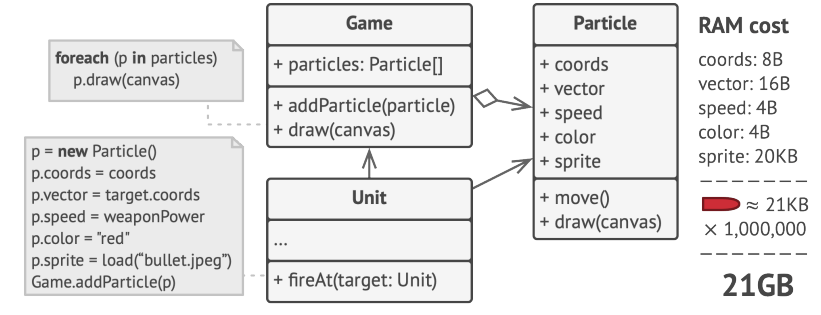 foreach (p in particles)
p.draw(canvas)
p = new Particle()
p.coords = coords
p.vector = target.coords
p.speed = weaponPower
p.color = "red"
p.sprite = load(“bullet.jpeg”)
Game.addParticle(p)
Game
+ particles: Particle[]
+ addParticle(particle)
+ draw(canvas)
Unit
...
+ fireAt(target: Unit)
Particle
+ coords
+ vector
+ speed
+ color
+ sprite
+ move()
+ draw(canvas)
RAM cost
coords: 8B
vector: 16B
speed: 4B
color: 4B
sprite: 20KB
≈ 21KB
× 1,000,000
21GB